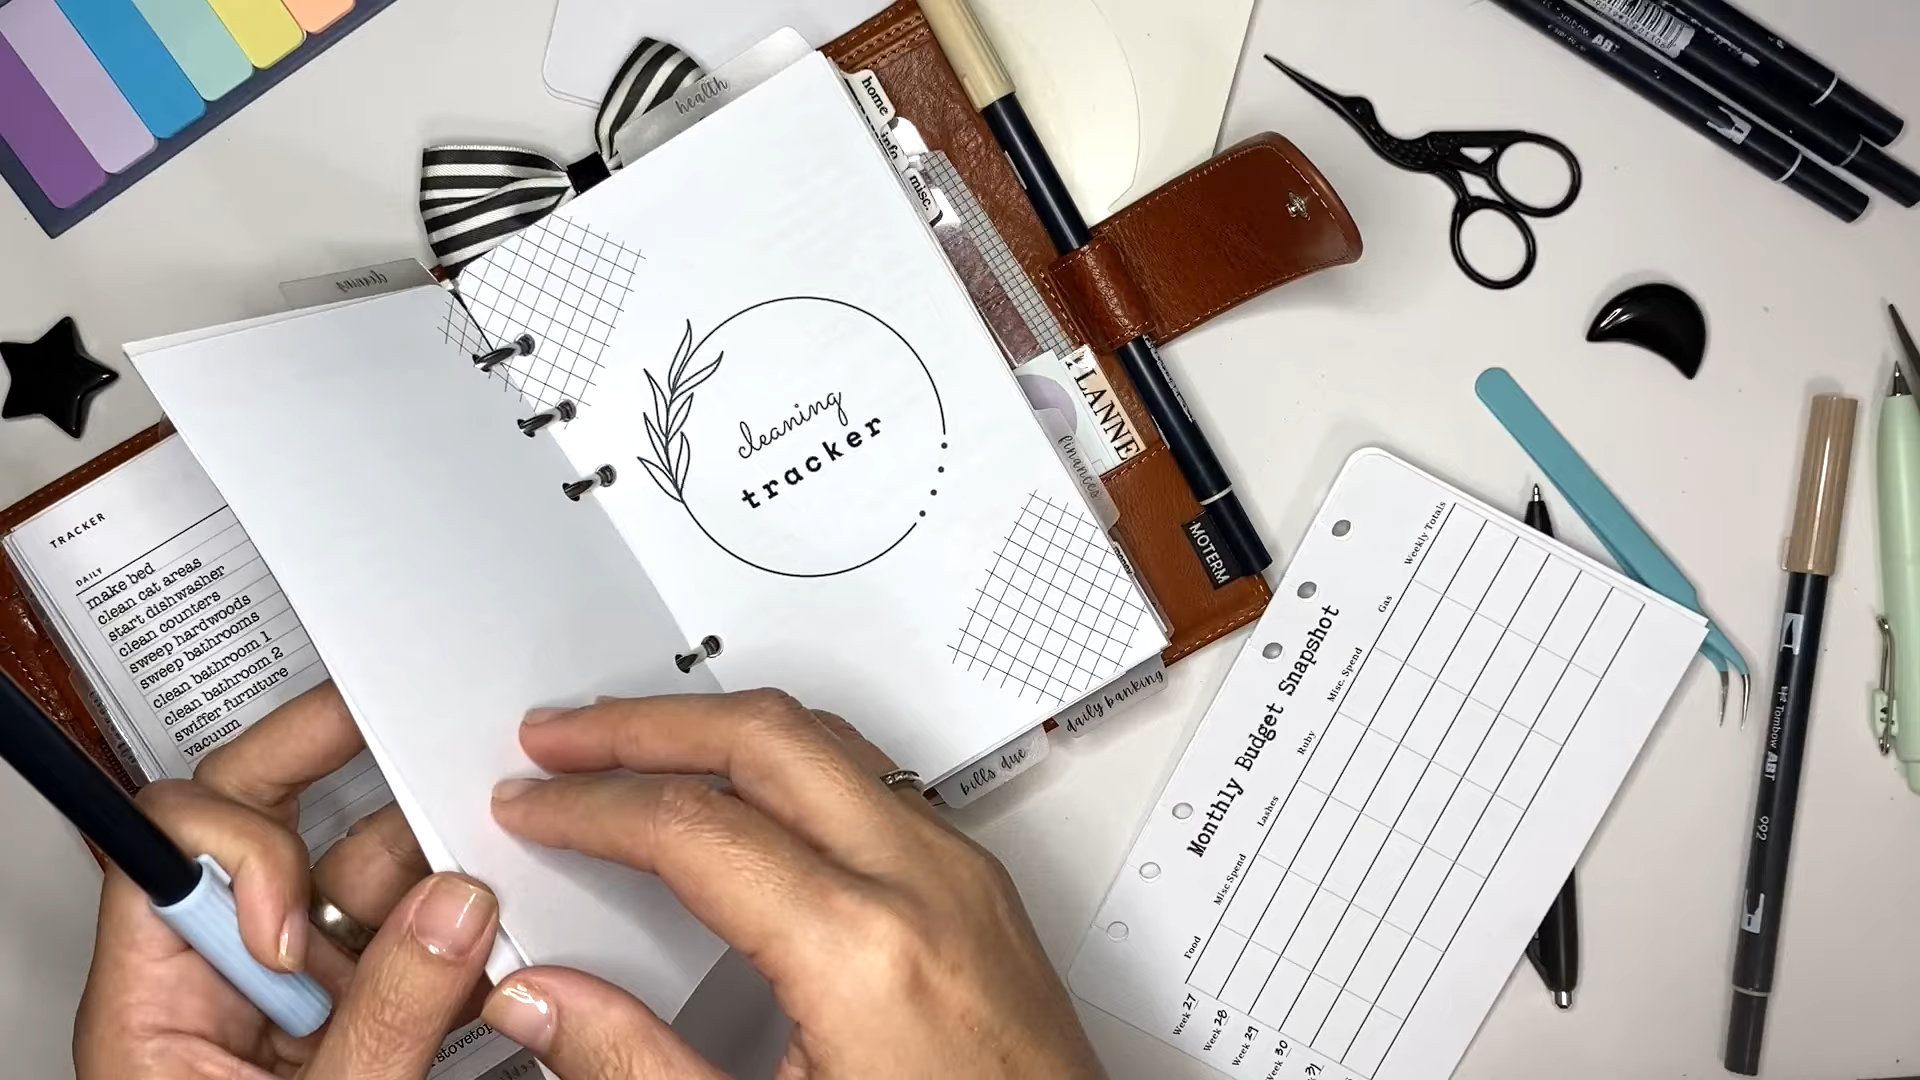 TRACKER
DAILY
make bed
clean cat areas
start dishwasher
clean counters
sweep hardwoods
sweep bathrooms
clean bathroom 1
clean bathroom 2
swiffer furniture
vacuum
stovetop
cleaning
health
cleaning
tracker
home
info
misc.
PLANNE
finances
MOTERM
daily banking
bills due
Monthly Budget Snapshot
Food
Misc Spend
Lashes
Ruby
Misc. Spend
Gas
Weekly Totals
Week 27
Week 28
Week 29
Week 30
31
Tombow ABT
992